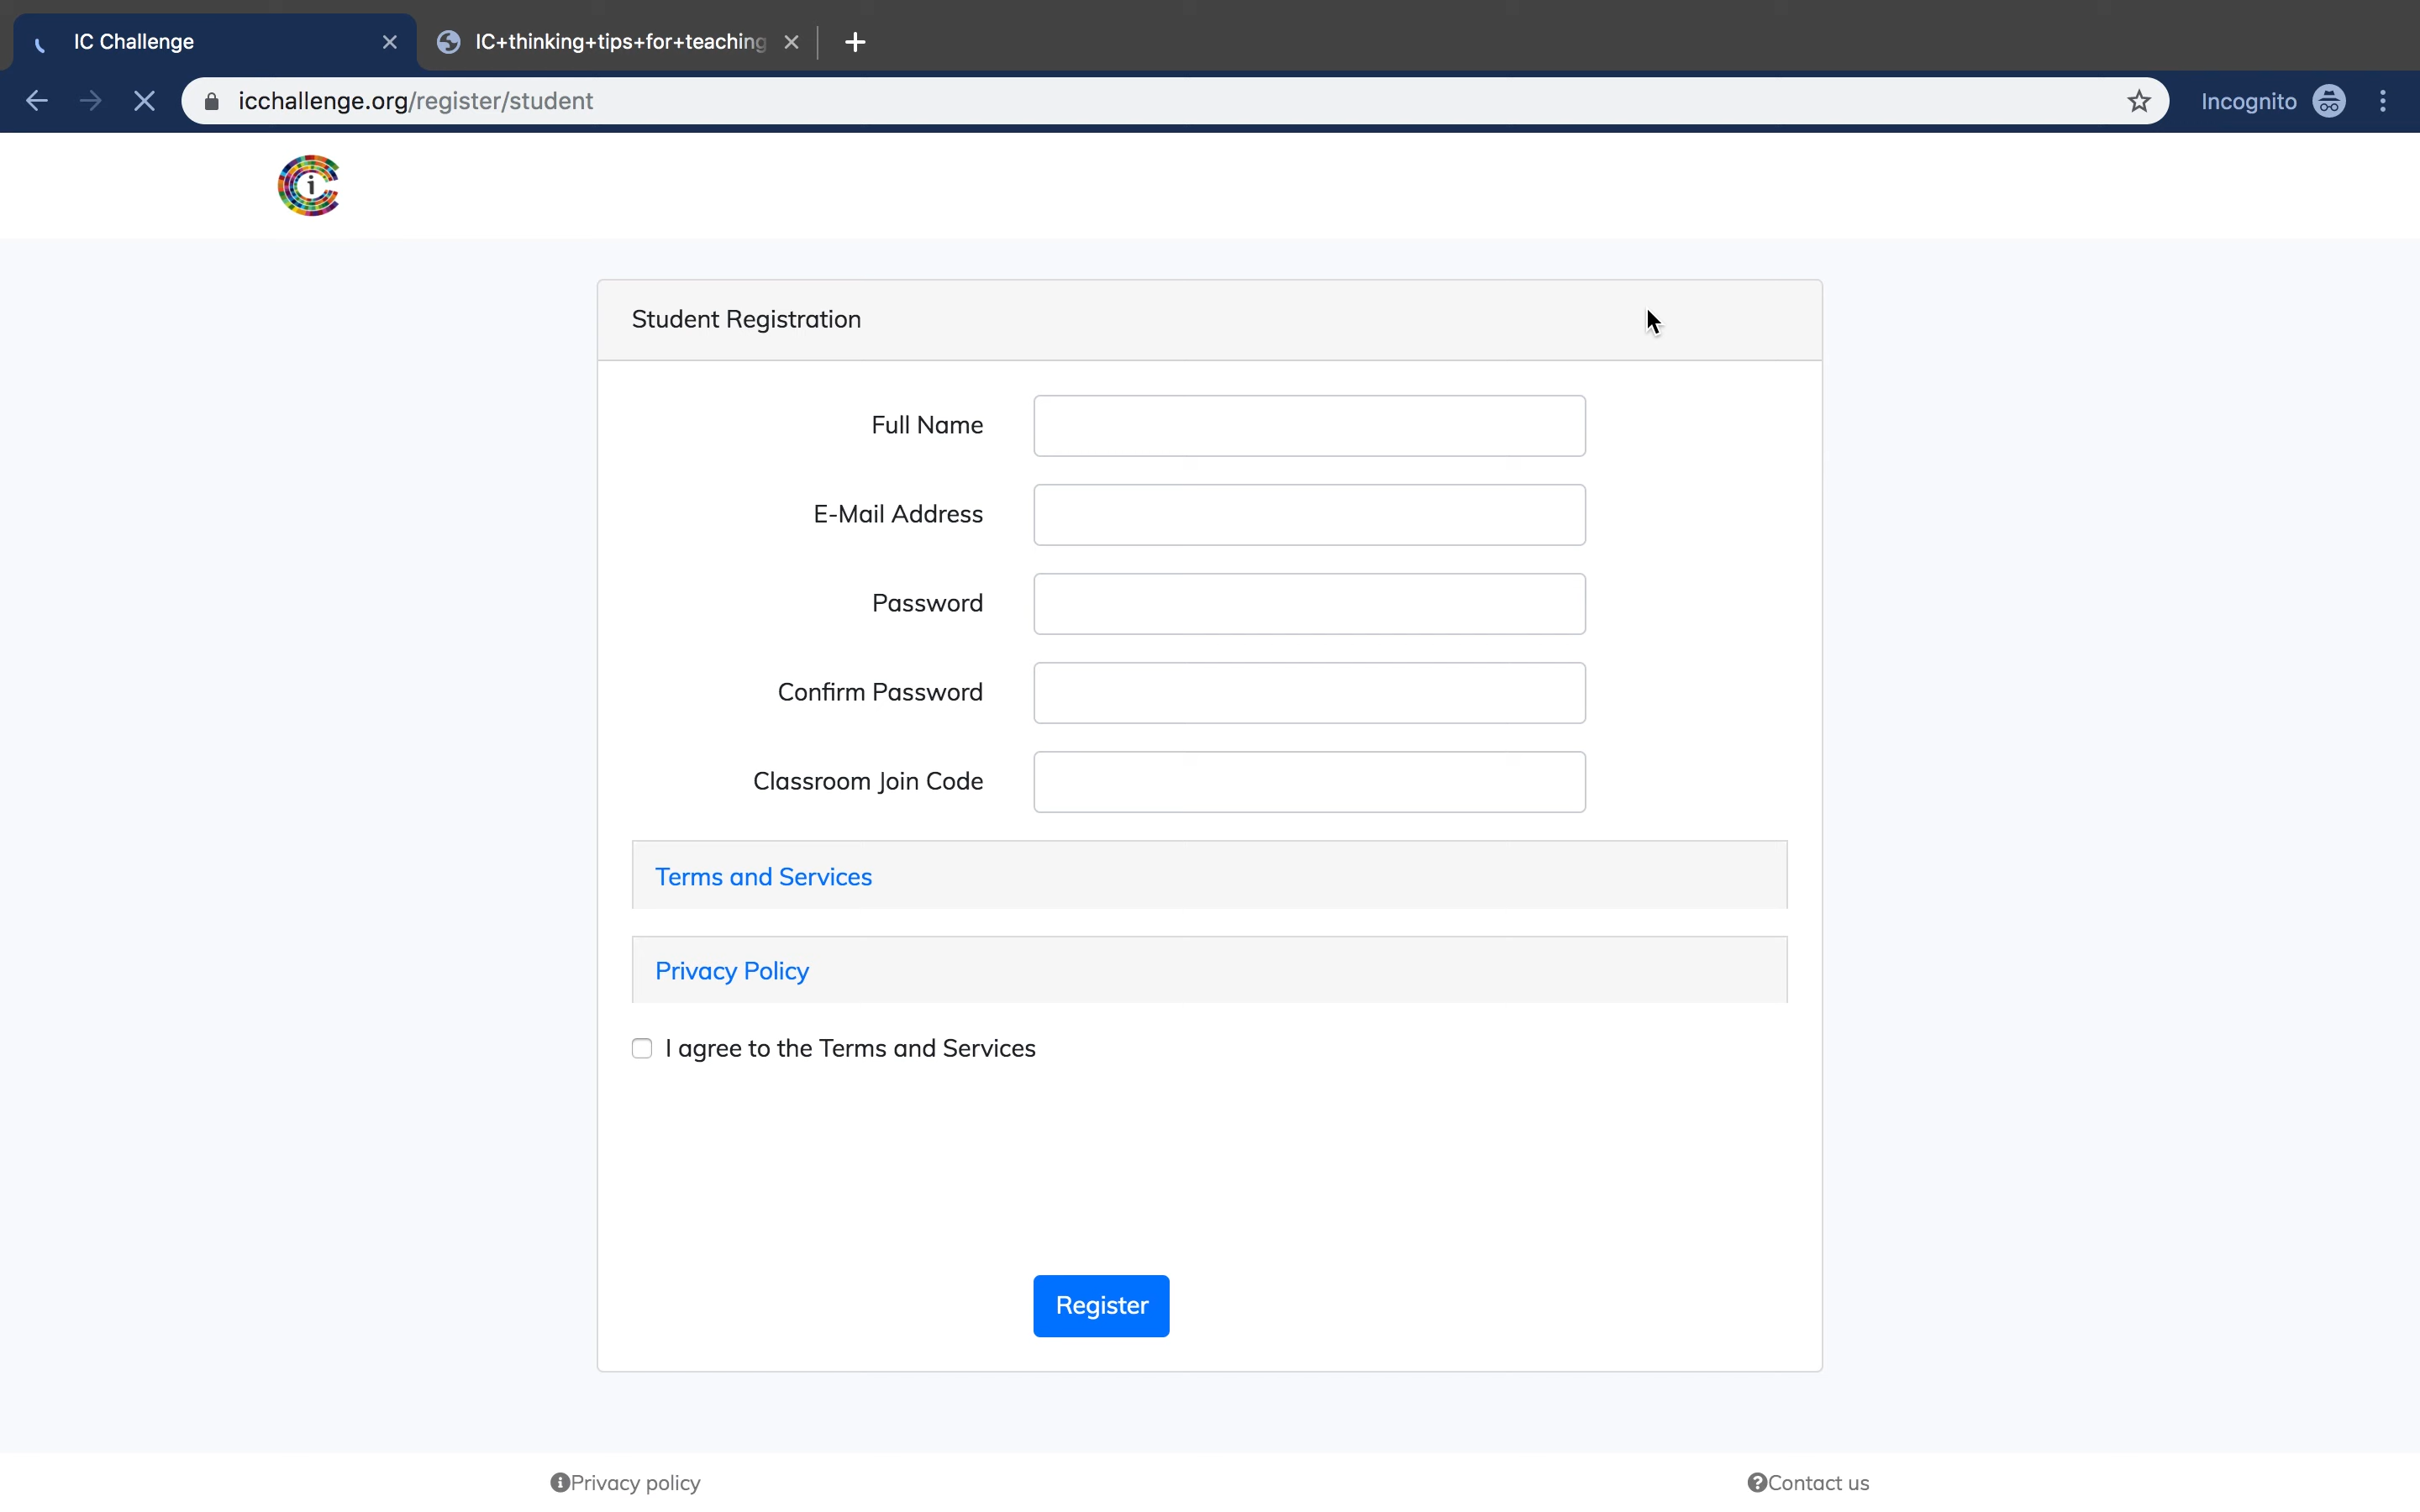 IC Challenge
IC+thinking+tips+for+teaching
icchallenge.org/register/student
Incognito
i
Student Registration
Full Name
E-Mail Address
Password
Confirm Password
Classroom Join Code
Terms and Services
Privacy Policy
I agree to the Terms and Services
Register
Privacy policy
Contact us